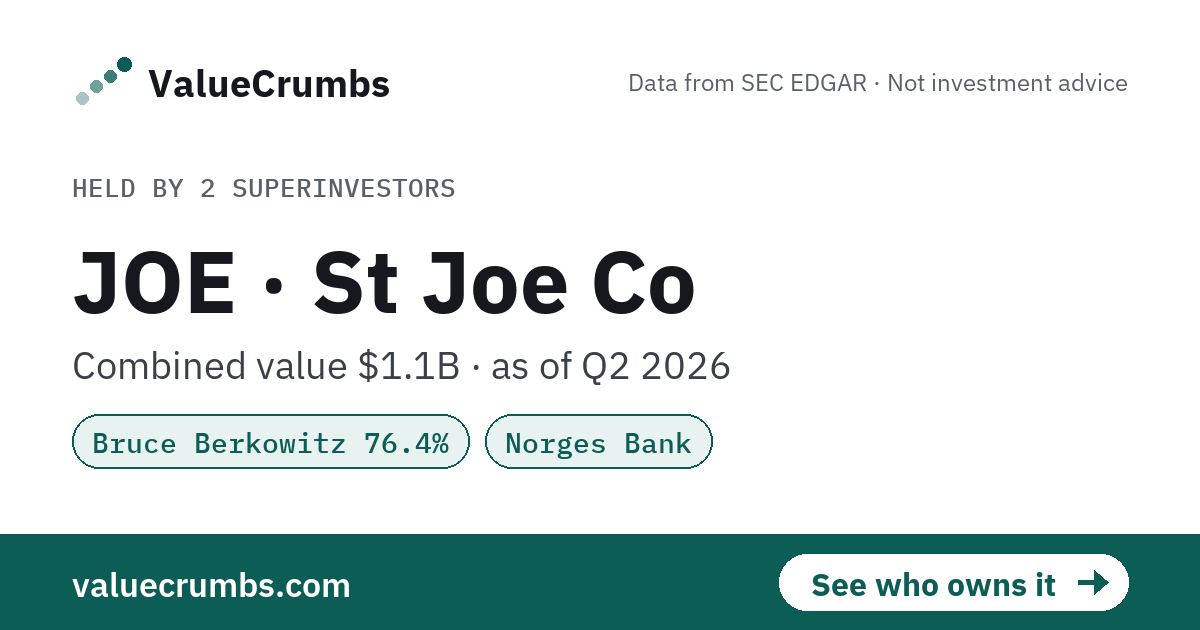 ValueCrumbs
Data from SEC EDGAR · Not investment advice
HELD BY 2 SUPERINVESTORS
JOE · St Joe Co
Combined value $1.1B · as of Q2 2026
Bruce Berkowitz 76.4%
Norges Bank
valuecrumbs.com
See who owns it →